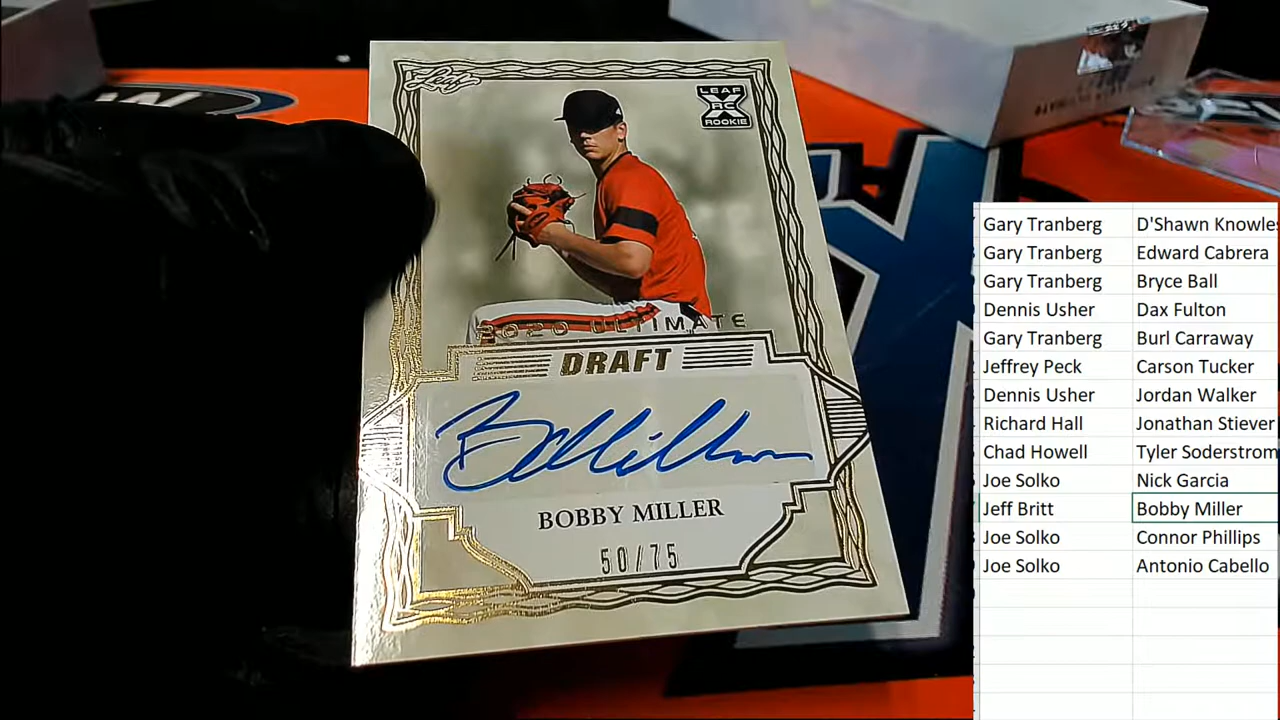 Leaf
LEAF
X
RC
ROOKIE
2020 ULTIMATE
DRAFT
BOBBY MILLER
50/75
Gary Tranberg D'Shawn Knowles
Gary Tranberg Edward Cabrera
Gary Tranberg Bryce Ball
Dennis Usher Dax Fulton
Gary Tranberg Burl Carraway
Jeffrey Peck Carson Tucker
Dennis Usher Jordan Walker
Richard Hall Jonathan Stiever
Chad Howell Tyler Soderstrom
Joe Solko Nick Garcia
Jeff Britt Bobby Miller
Joe Solko Connor Phillips
Joe Solko Antonio Cabello